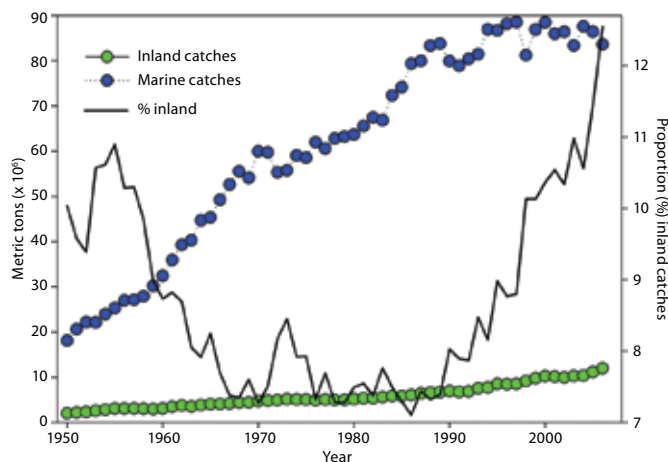 90
80
70
60
50
40
30
20
10
0
Metric tons (x 10⁶)
Inland catches
Marine catches
% inland
12
11
10
9
8
7
Proportion (%) inland catches
1950 1960 1970 1980 1990 2000
Year